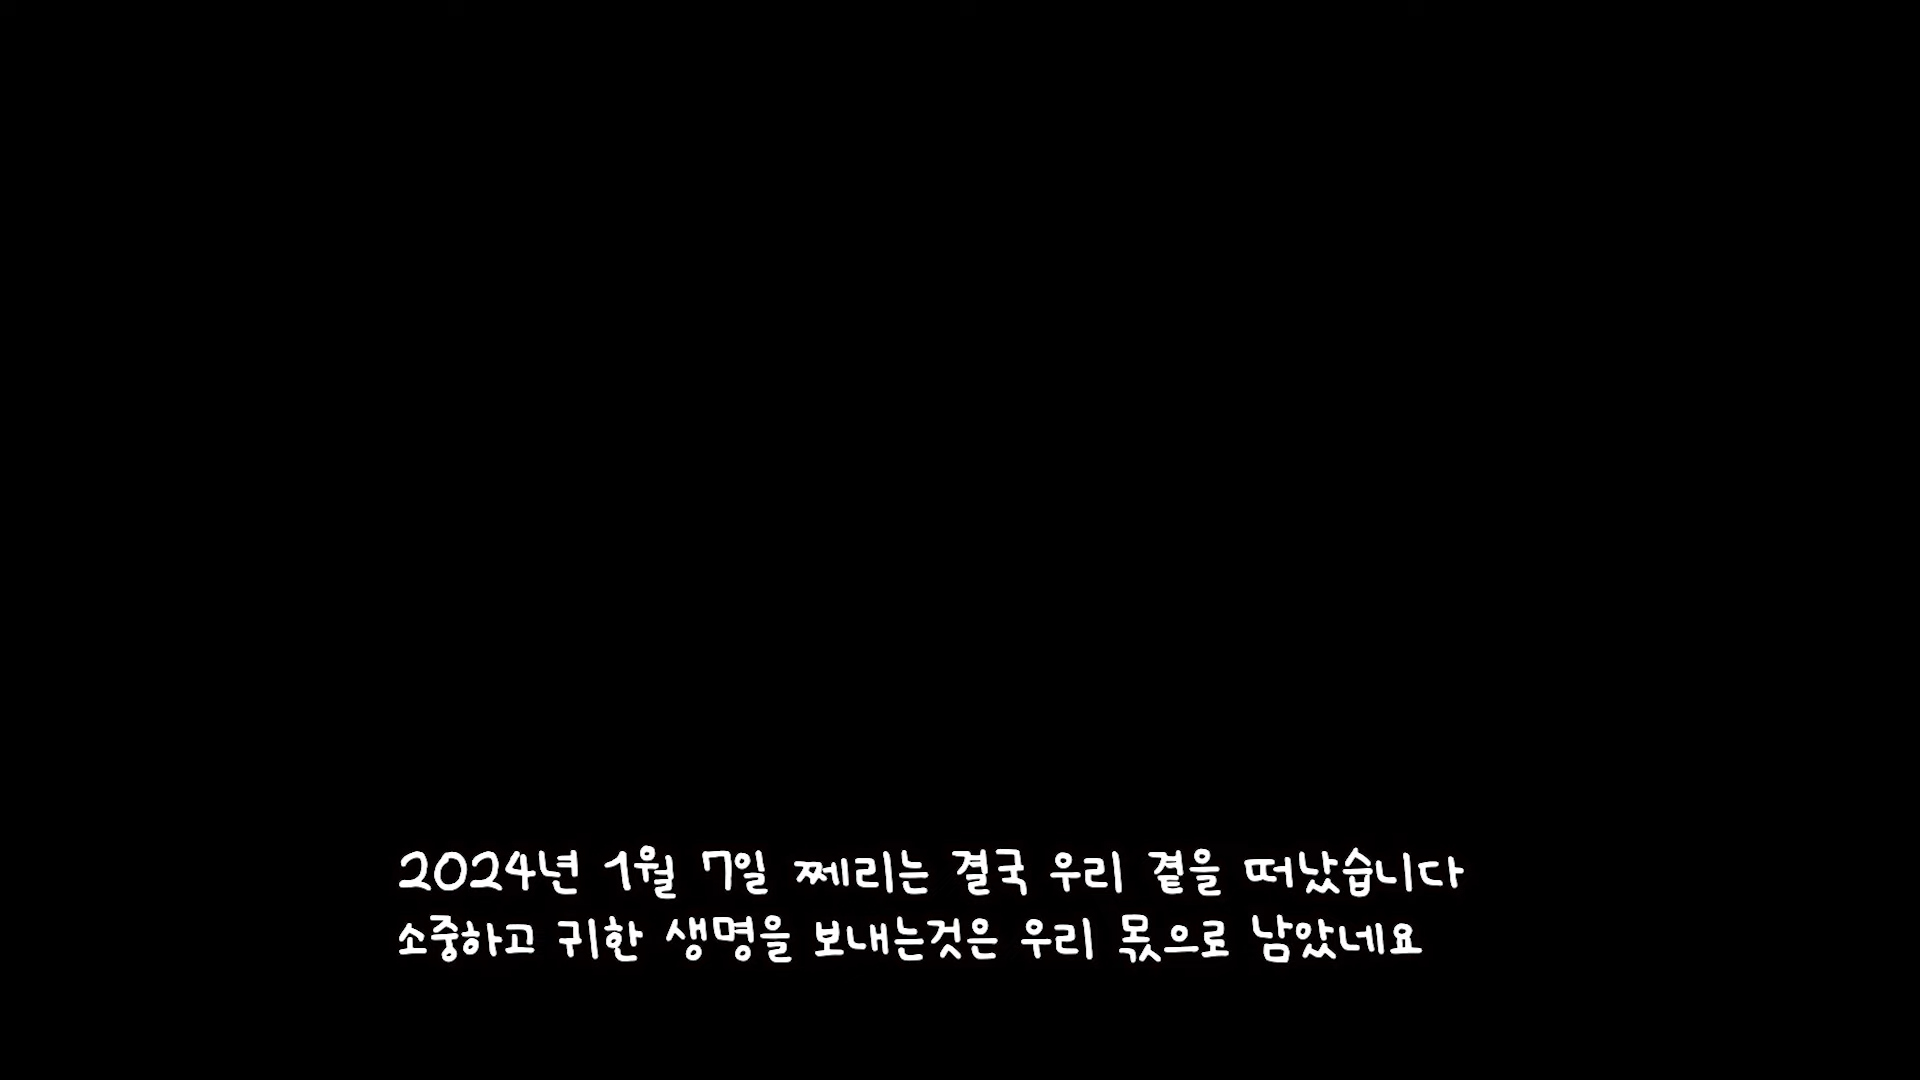 2024년 1월 7일 쩨리는 결국 우리 곁을 떠났습니다
소중하고 귀한 생명을 보내는것은 우리 몫으로 남았네요